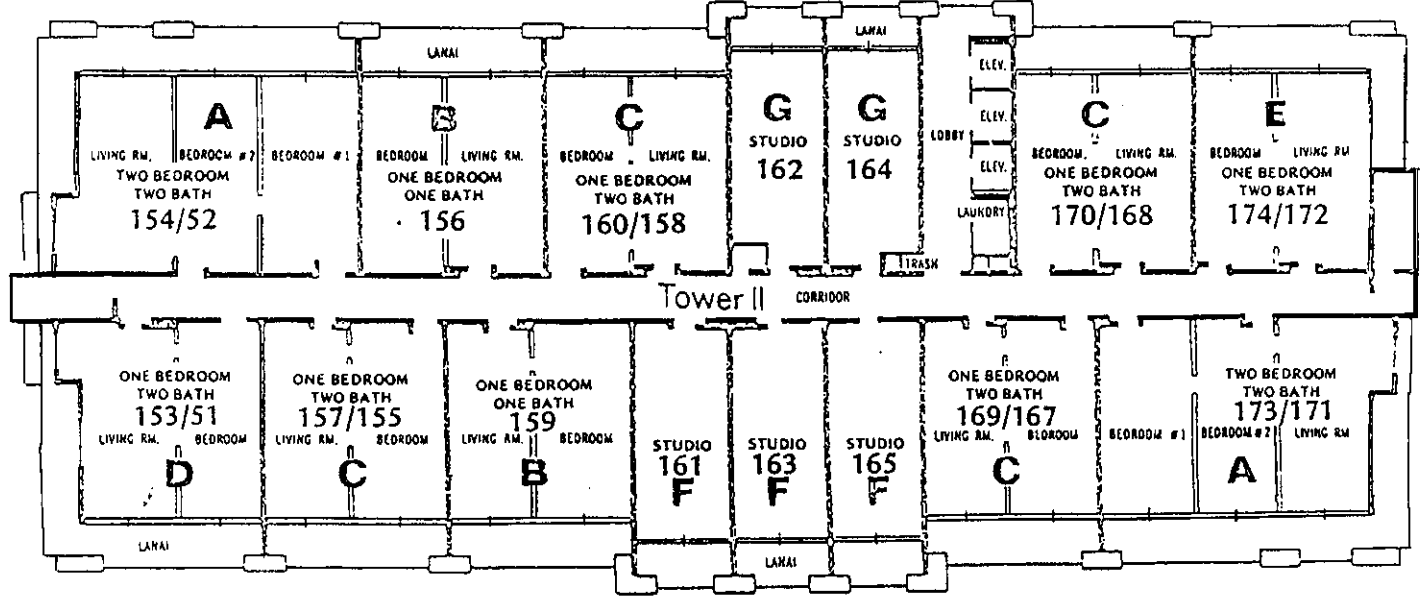 LANAI
LANAI
A
LIVING RM. BEDROOM #2 BEDROOM #1
TWO BEDROOM
TWO BATH
154/52
B
BEDROOM LIVING RM.
ONE BEDROOM
ONE BATH
156
C
BEDROOM LIVING RM.
ONE BEDROOM
TWO BATH
160/158
G
STUDIO
162
G
STUDIO
164
LOBBY
ELEV.
ELEV.
ELEV.
LAUNDRY
TRASH
C
BEDROOM. LIVING RM.
ONE BEDROOM
TWO BATH
170/168
E
BEDROOM LIVING RM
ONE BEDROOM
TWO BATH
174/172
Tower II CORRIDOR
ONE BEDROOM
TWO BATH
153/51
LIVING RM. BEDROOM
D
ONE BEDROOM
TWO BATH
157/155
LIVING RM. BEDROOM
C
ONE BEDROOM
ONE BATH
159
LIVING RM. BEDROOM
B
STUDIO
161
F
STUDIO
163
F
STUDIO
165
F
ONE BEDROOM
TWO BATH
169/167
LIVING RM. BEDROOM
C
TWO BEDROOM
TWO BATH
173/171
BEDROOM #1 BEDROOM #2 LIVING RM
A
LANAI
LANAI